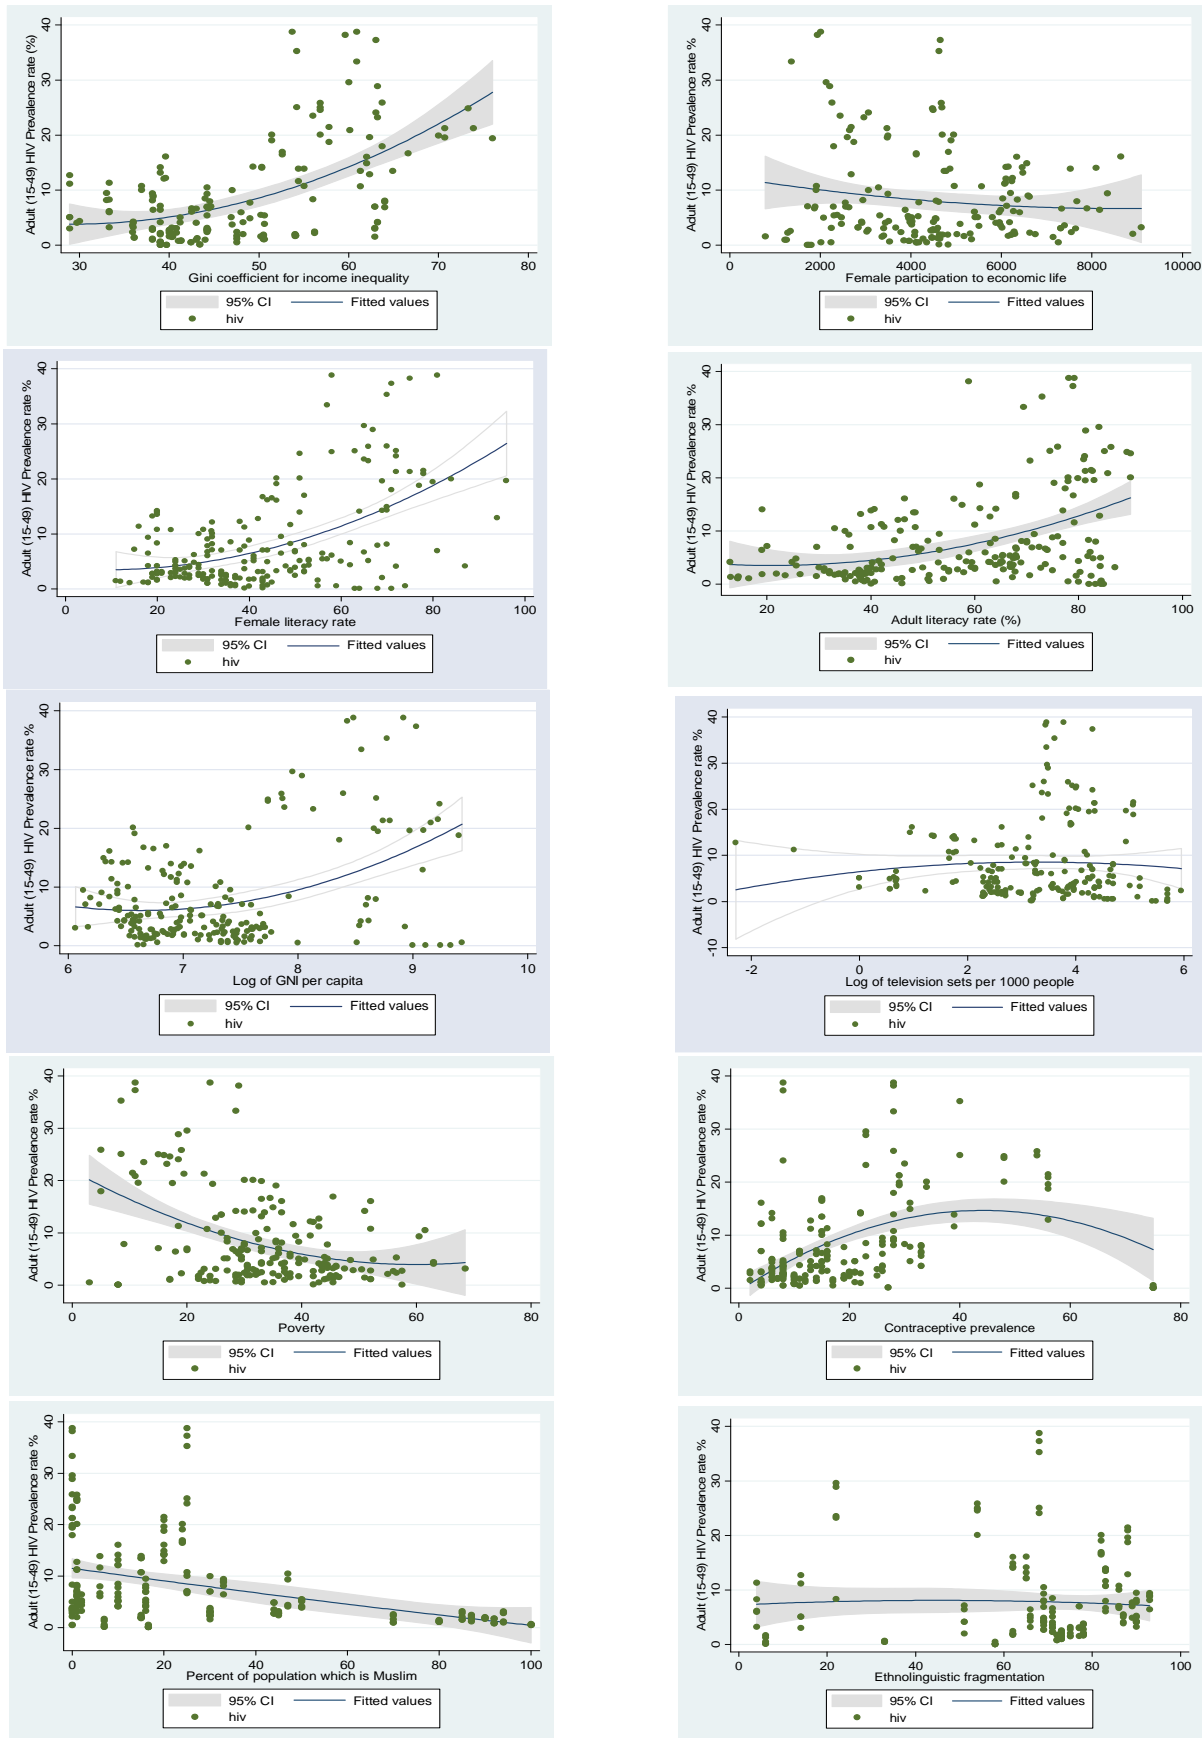 Adult (15-49) HIV Prevalence rate (%)
0 10 20 30 40
30 40 50 60 70 80
Gini coefficient for income inequality
95% CI Fitted values
hiv
Adult (15-49) HIV Prevalence rate %
0 10 20 30 40
0 2000 4000 6000 8000 10000
Female participation to economic life
95% CI Fitted values
hiv
Adult (15-49) HIV Prevalence rate %
0 10 20 30 40
0 20 40 60 80 100
Female literacy rate
95% CI Fitted values
hiv
Adult (15-49) HIV Prevalence rate %
0 10 20 30 40
20 40 60 80 100
Adult literacy rate (%)
95% CI Fitted values
hiv
Adult (15-49) HIV Prevalence rate %
0 10 20 30 40
6 7 8 9 10
Log of GNI per capita
95% CI Fitted values
hiv
Adult (15-49) HIV Prevalence rate %
-10 0 10 20 30 40
-2 0 2 4 6
Log of television sets per 1000 people
95% CI Fitted values
hiv
Adult (15-49) HIV Prevalence rate %
0 10 20 30 40
0 20 40 60 80
Poverty
95% CI Fitted values
hiv
Adult (15-49) HIV Prevalence rate %
0 10 20 30 40
0 20 40 60 80
Contraceptive prevalence
95% CI Fitted values
hiv
Adult (15-49) HIV Prevalence rate %
0 10 20 30 40
0 20 40 60 80 100
Percent of population which is Muslim
95% CI Fitted values
hiv
Adult (15-49) HIV Prevalence rate %
0 10 20 30 40
0 20 40 60 80 100
Ethnolinguistic fragmentation
95% CI Fitted values
hiv